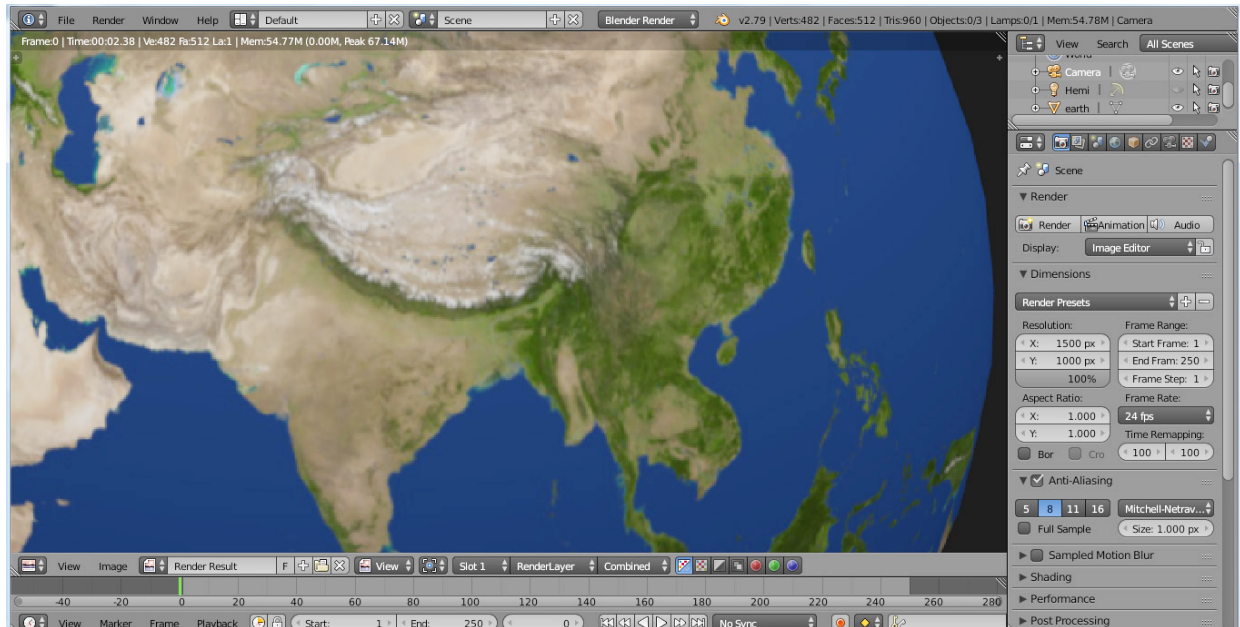 File Render Window Help Default Scene Blender Render v2.79 | Verts:482 | Faces:512 | Tris:960 | Objects:0/3 | Lamps:0/1 | Mem:54.78M | Camera
Frame:0 | Time:00:02.38 | Ve:482 Fa:512 La:1 | Mem:54.77M (0.00M, Peak 67.14M)
View Search All Scenes
World
Camera
Hemi
earth
Scene
Render
Render Animation Audio
Display: Image Editor
Dimensions
Render Presets
Resolution: Frame Range:
X: 1500 px Start Frame: 1
Y: 1000 px End Fram: 250
100% Frame Step: 1
Aspect Ratio: Frame Rate:
X: 1.000 24 fps
Y: 1.000 Time Remapping:
Bor Cro 100 100
Anti-Aliasing
5 8 11 16 Mitchell-Netrav...
Full Sample Size: 1.000 px
Sampled Motion Blur
Shading
Performance
Post Processing
View Image Render Result F View Slot 1 RenderLayer Combined
-40 -20 0 20 40 60 80 100 120 140 160 180 200 220 240 260 280
View Marker Frame Playback Start: 1 End: 250 0 No Sync